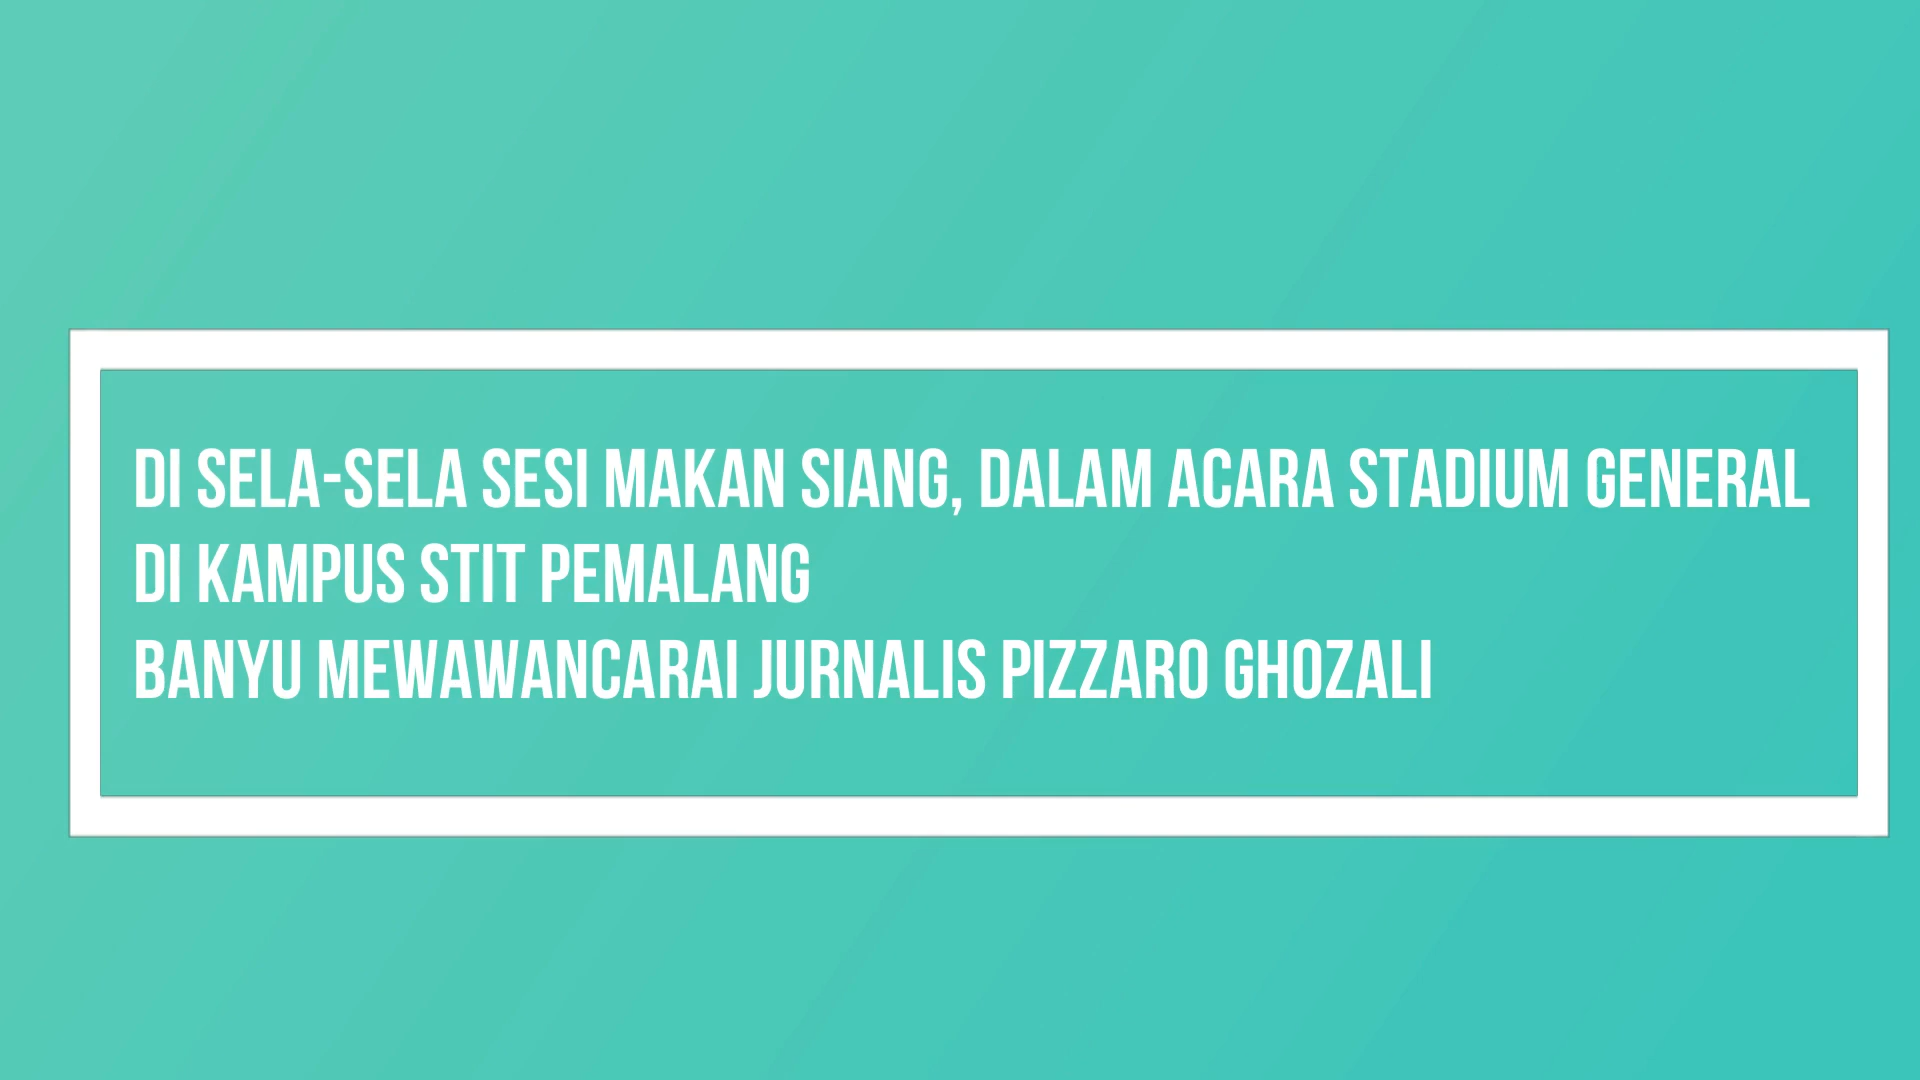 DI SELA-SELA SESI MAKAN SIANG, DALAM ACARA STADIUM GENERAL
DI KAMPUS STIT PEMALANG
BANYU MEWAWANCARAI JURNALIS PIZZARO GHOZALI